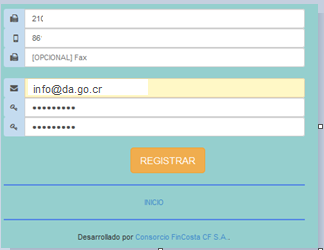 210
86
[OPCIONAL] Fax
info@da.go.cr
•••••••••
•••••••••
REGISTRAR
INICIO
Desarrollado por Consorcio FinCosta CF S.A..